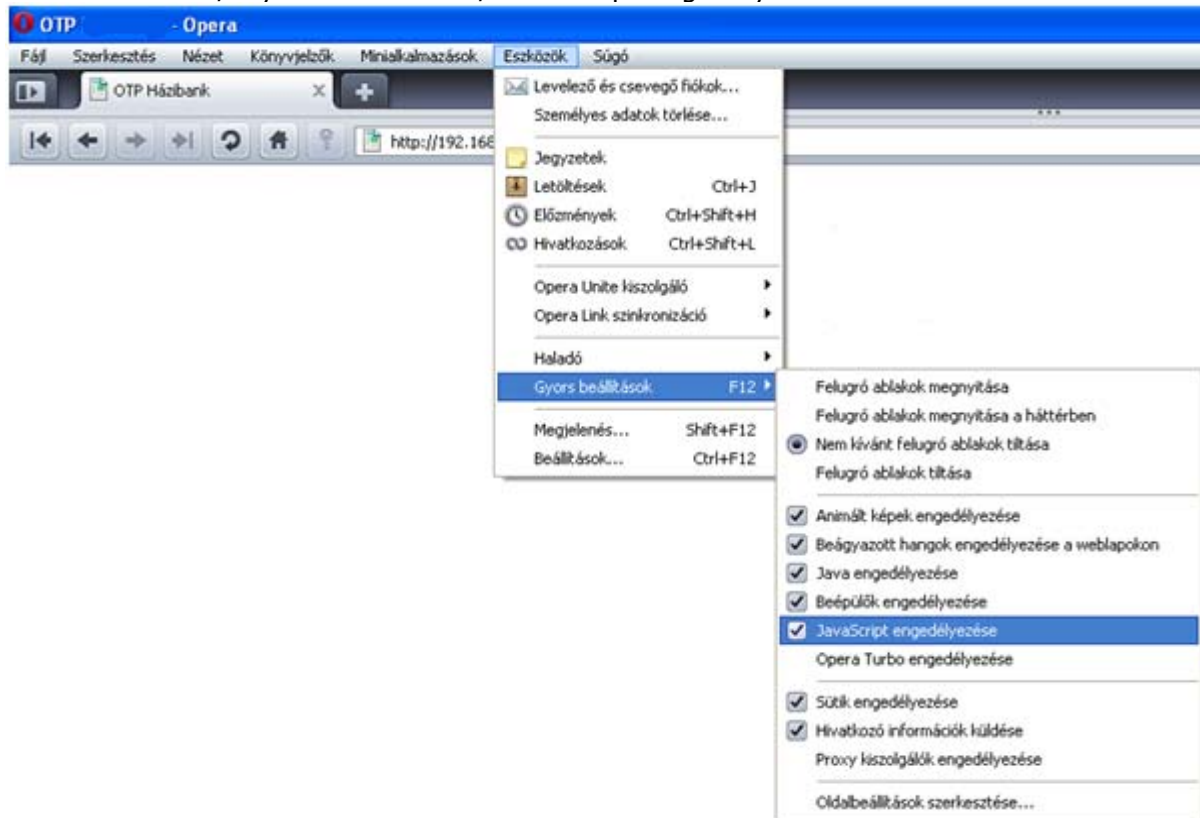 OTP - Opera
Fájl Szerkesztés Nézet Könyvjelzők Minialkalmazások Eszközök Súgó
OTP Házibank
http://192.168
Levelező és csevegő fiókok...
Személyes adatok törlése...
Jegyzetek
Letöltések Ctrl+J
Előzmények Ctrl+Shift+H
Hivatkozások Ctrl+Shift+L
Opera Unite kiszolgáló
Opera Link szinkronizáció
Haladó
Gyors beállítások F12
Megjelenés... Shift+F12
Beállítások... Ctrl+F12
Felugró ablakok megnyitása
Felugró ablakok megnyitása a háttérben
Nem kívánt felugró ablakok tiltása
Felugró ablakok tiltása
Animált képek engedélyezése
Beágyazott hangok engedélyezése a weblapokon
Java engedélyezése
Beépülők engedélyezése
JavaScript engedélyezése
Opera Turbo engedélyezése
Sütik engedélyezése
Hivatkozó információk küldése
Proxy kiszolgálók engedélyezése
Oldalbeállítások szerkesztése...